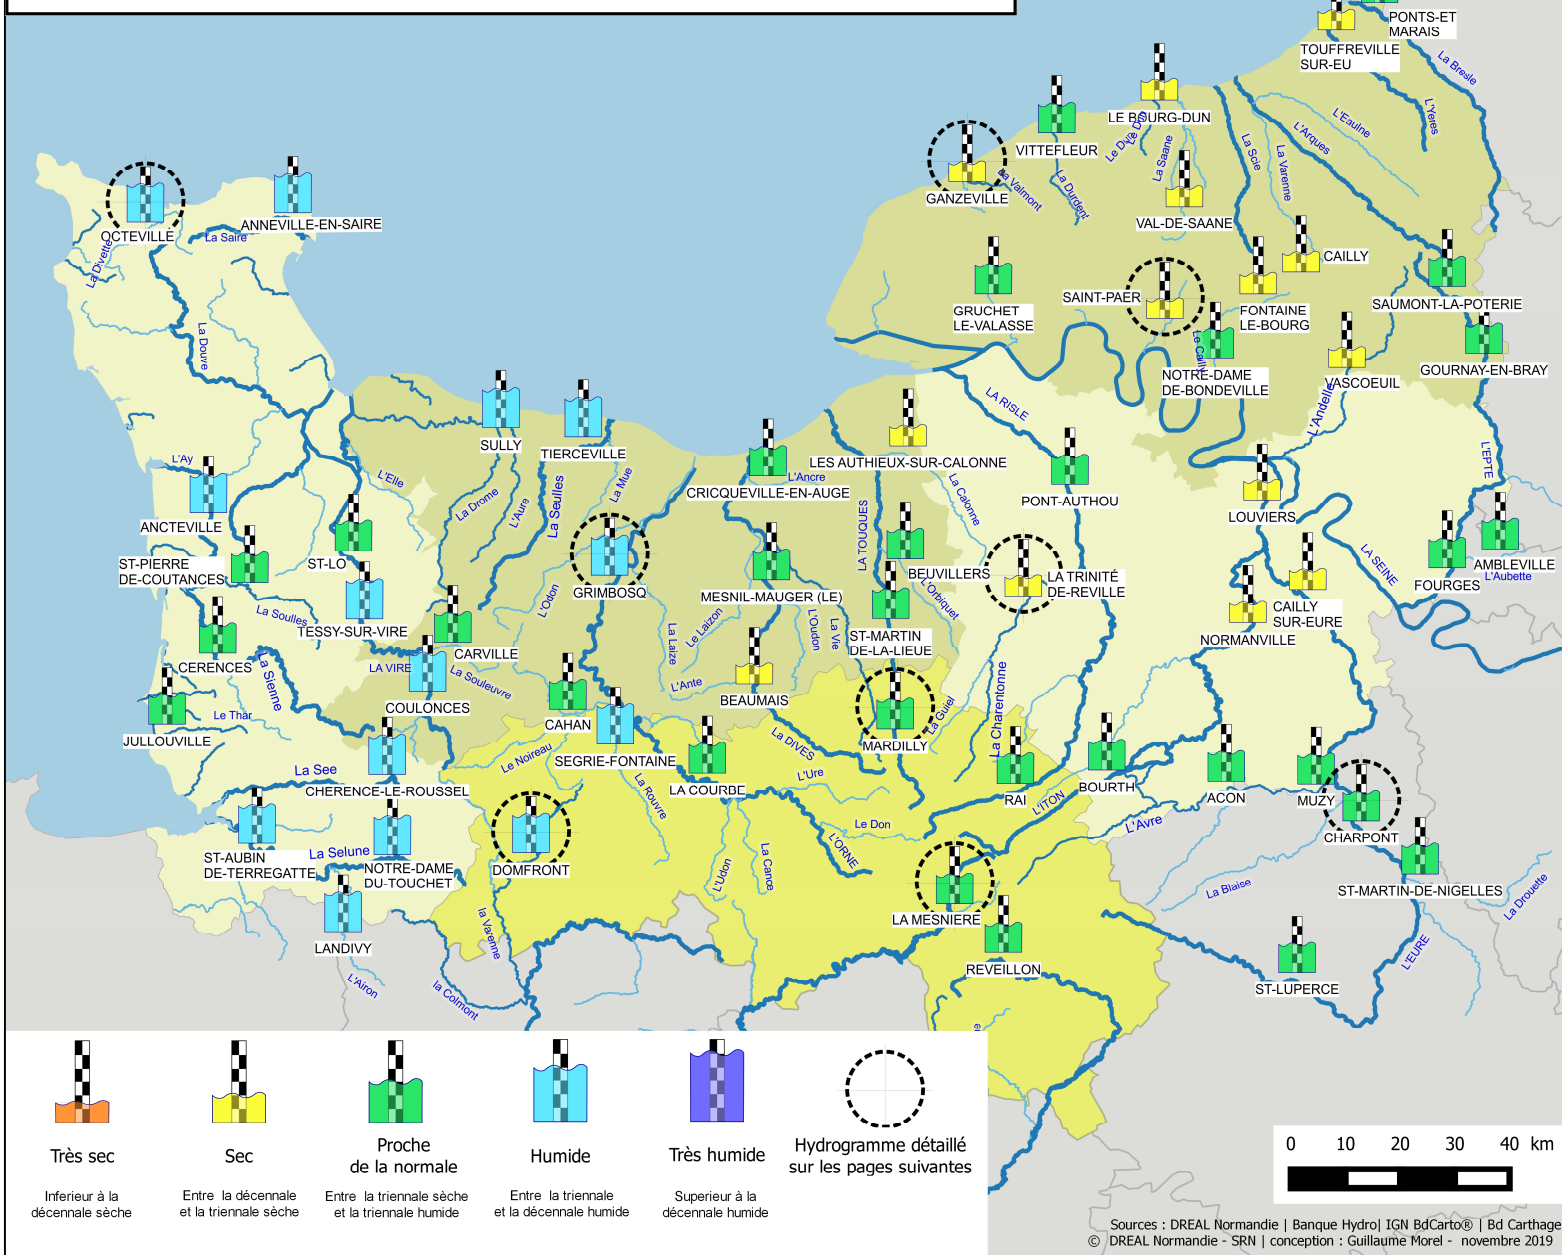 PONTS-ET
MARAIS
TOUFFREVILLE
SUR-EU
La Bresle
LE BOURG-DUN
Le Dun
Le Dun
L'Yeres
L'Eaulne
L'Arques
VITTEFLEUR
La Saane
La Scie
La Varenne
GANZEVILLE
La Valmont
La Durdent
VAL-DE-SAANE
OCTEVILLE
ANNEVILLE-EN-SAIRE
La Saire
La Divette
CAILLY
SAINT-PAER
GRUCHET
LE-VALASSE
FONTAINE
LE-BOURG
SAUMONT-LA-POTERIE
La Douve
Le Cailly
NOTRE-DAME
DE-BONDEVILLE
VASCOEUIL
GOURNAY-EN-BRAY
L'Andelle
LA RISLE
SULLY
TIERCEVILLE
LES AUTHIEUX-SUR-CALONNE
L'Ay
L'Elle
L'Ancre
CRICQUEVILLE-EN-AUGE
La Calonne
PONT-AUTHOU
L'EPTE
La Mue
La Seulles
La Drome
L'Aure
ANCTEVILLE
LOUVIERS
LA TOUQUES
ST-PIERRE
DE-COUTANCES
ST-LO
LA SEINE
AMBLEVILLE
L'Aubette
FOURGES
BEUVILLERS
LA TRINITÉ
DE-REVILLE
L'Orbiquet
GRIMBOSQ
L'Odon
MESNIL-MAUGER (LE)
CAILLY
SUR-EURE
NORMANVILLE
La Soulles
TESSY-SUR-VIRE
La Laize
Le Laizon
L'Oudon
La Vie
ST-MARTIN
DE-LA-LIEUE
CARVILLE
CERENCES
LA VIRE
La Souleuvre
La Sienne
L'Ante
BEAUMAIS
COULONCES
Le Thar
CAHAN
La Guiel
La Charentonne
JULLOUVILLE
MARDILLY
La DIVES
Le Noireau
SEGRIE-FONTAINE
La See
L'Ure
CHERENCE-LE-ROUSSEL
La Rouvre
LA COURBE
RAI
BOURTH
L'ITON
ACON
MUZY
L'Avre
Le Don
L'ORNE
CHARPONT
La Selune
ST-AUBIN
DE-TERREGATTE
NOTRE-DAME
DU-TOUCHET
DOMFRONT
L'Udon
La Cance
La Blaise
ST-MARTIN-DE-NIGELLES
La Drouette
LA MESNIERE
la Varenne
LANDIVY
L'EURE
REVEILLON
L'Airon
la Colmont
ST-LUPERCE
Très sec
Inferieur à la
décennale sèche
Sec
Entre la décennale
et la triennale sèche
Proche
de la normale
Entre la triennale sèche
et la triennale humide
Humide
Entre la triennale
et la décennale humide
Très humide
Superieur à la
décennale humide
Hydrogramme détaillé
sur les pages suivantes
0 10 20 30 40 km
Sources : DREAL Normandie | Banque Hydro| IGN BdCarto® | Bd Carthage
© DREAL Normandie - SRN | conception : Guillaume Morel - novembre 2019